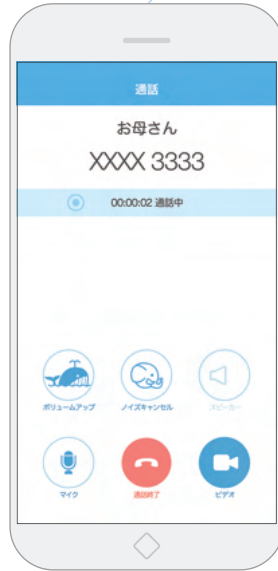 通話
お母さん
XXXX 3333
00:00:02 通話中
ボリュームアップ
ノイズキャンセル
スピーカー
マイク
通話終了
ビデオ